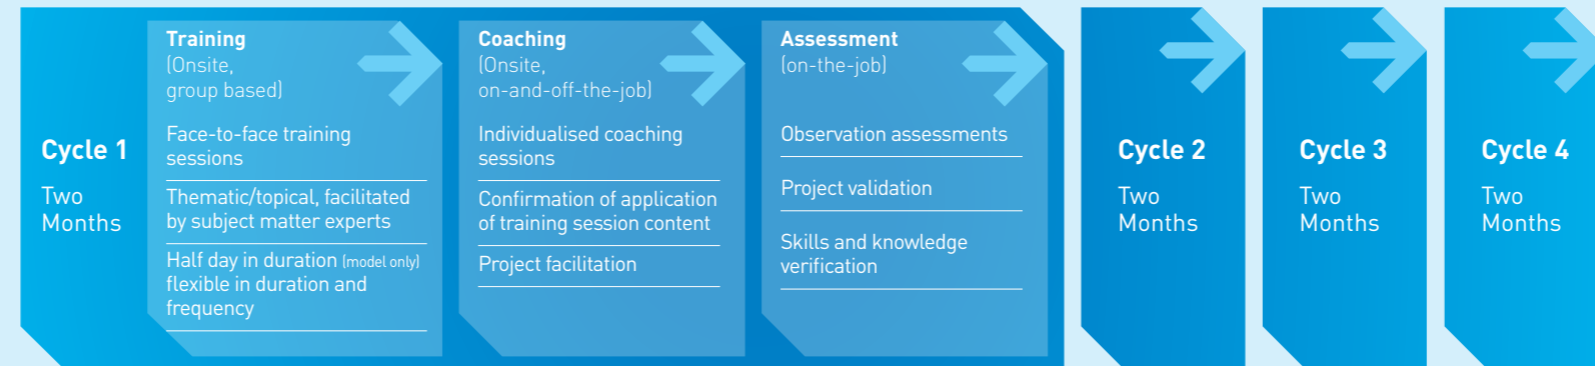 Cycle 1
Two
Months
Training
(Onsite,
group based)
Face-to-face training
sessions
Thematic/topical, facilitated
by subject matter experts
Half day in duration (model only)
flexible in duration and
frequency
Coaching
(Onsite,
on-and-off-the-job)
Individualised coaching
sessions
Confirmation of application
of training session content
Project facilitation
Assessment
(on-the-job)
Observation assessments
Project validation
Skills and knowledge
verification
Cycle 2
Two
Months
Cycle 3
Two
Months
Cycle 4
Two
Months